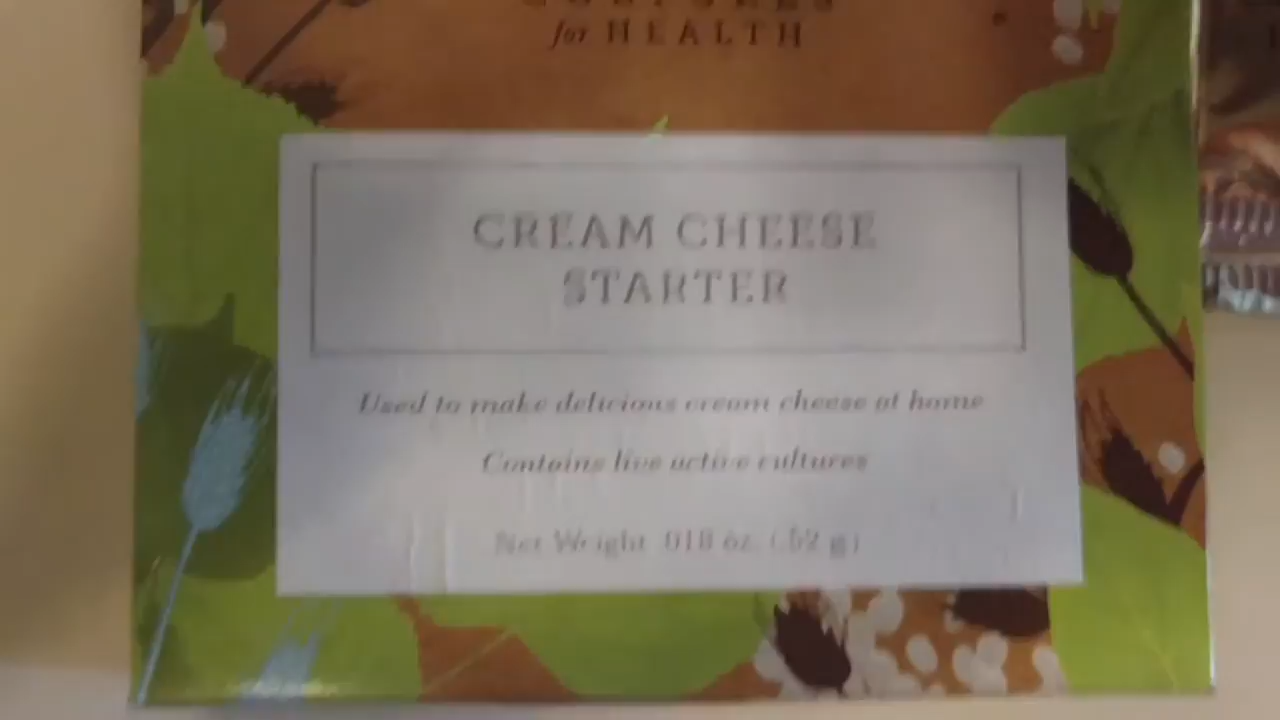 CULTURES
for HEALTH
CREAM CHEESE
STARTER
Used to make delicious cream cheese at home
Contains live active cultures
Net Weight .018 oz. (.52 g)